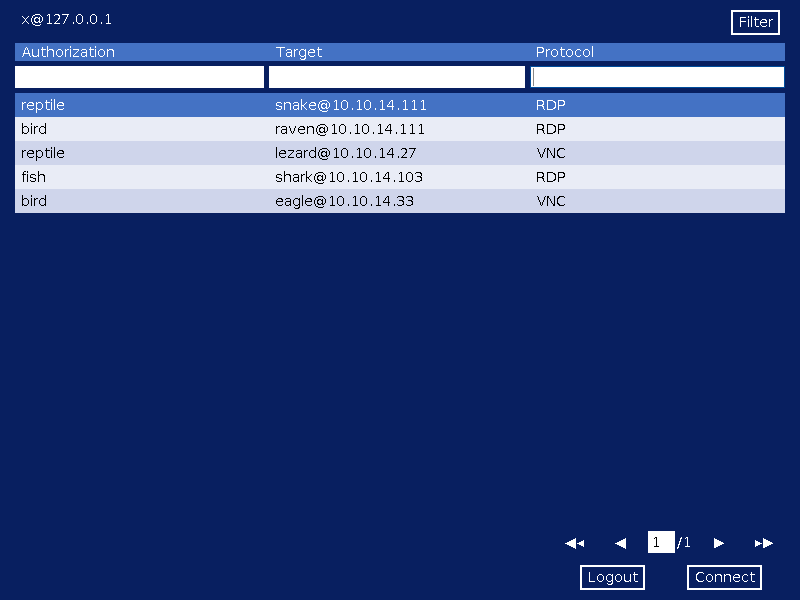 x@127.0.0.1
Filter
Authorization Target Protocol
reptile snake@10.10.14.111 RDP
bird raven@10.10.14.111 RDP
reptile lezard@10.10.14.27 VNC
fish shark@10.10.14.103 RDP
bird eagle@10.10.14.33 VNC
1 /1
Logout Connect